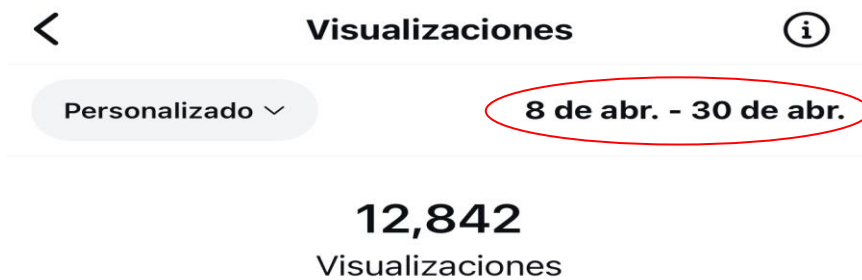 Visualizaciones
Personalizado
8 de abr. - 30 de abr.
12,842
Visualizaciones